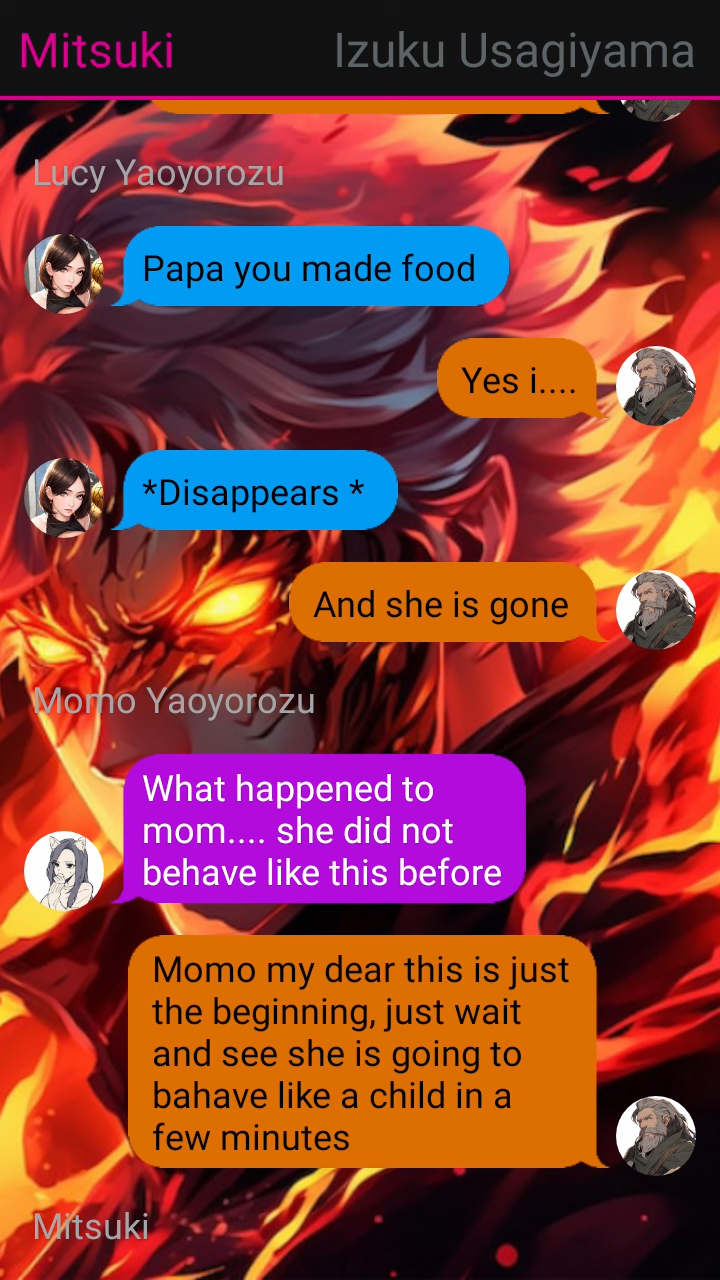 Mitsuki
Izuku Usagiyama
Lucy Yaoyorozu
Papa you made food
Yes i....
*Disappears *
And she is gone
Momo Yaoyorozu
What happened to
mom.... she did not
behave like this before
Momo my dear this is just
the beginning, just wait
and see she is going to
bahave like a child in a
few minutes
Mitsuki